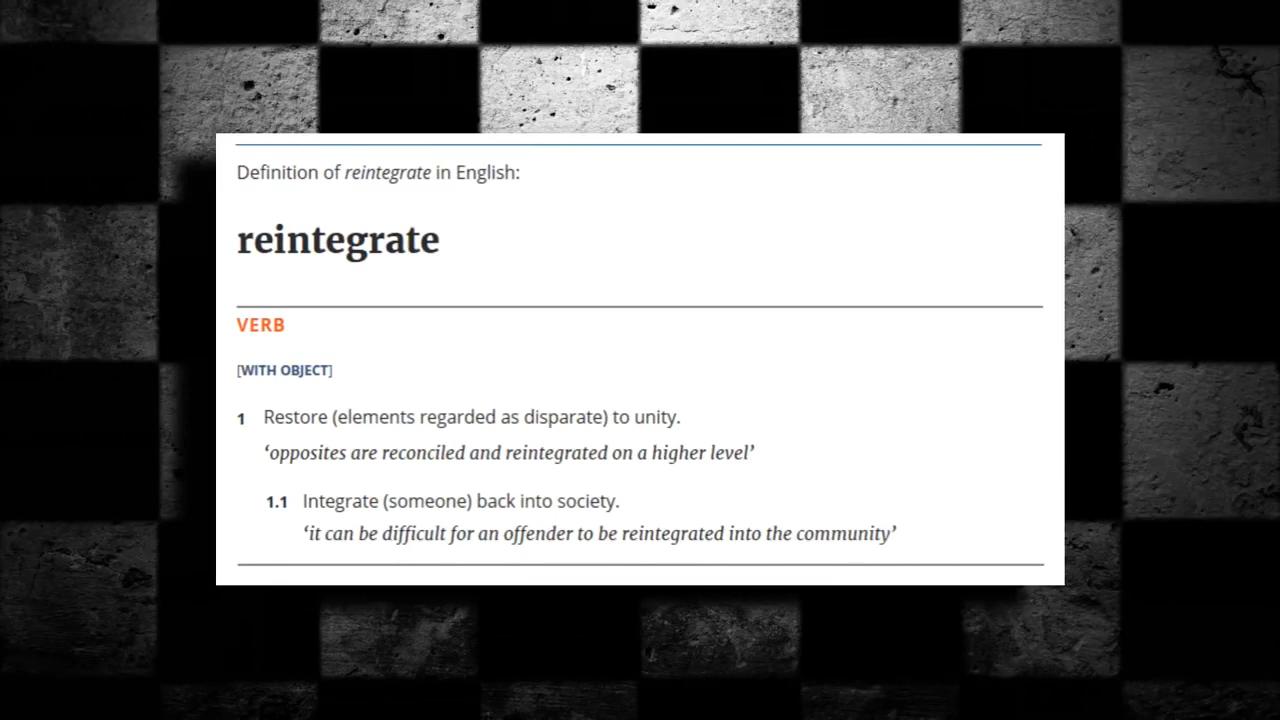 Definition of reintegrate in English:
reintegrate
VERB
[WITH OBJECT]
1 Restore (elements regarded as disparate) to unity.
‘opposites are reconciled and reintegrated on a higher level’
1.1 Integrate (someone) back into society.
‘it can be difficult for an offender to be reintegrated into the community’